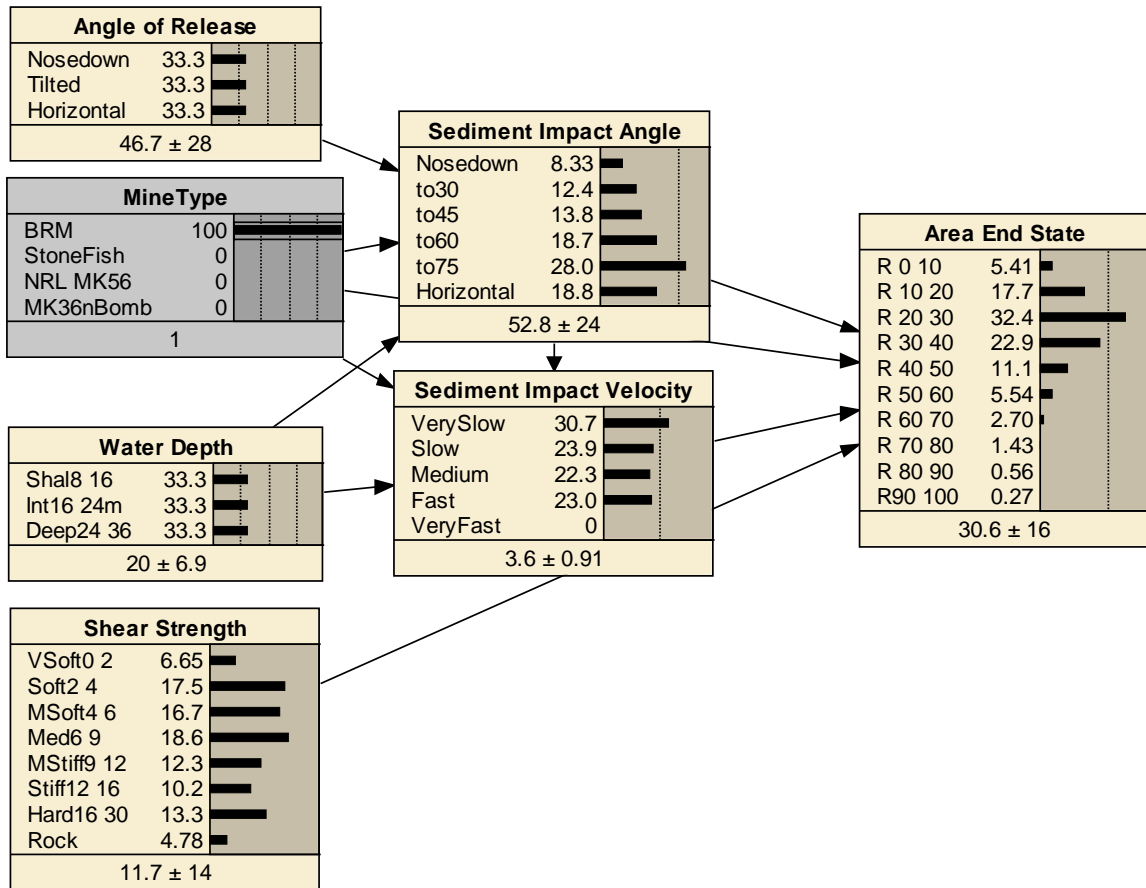 Angle of Release
Nosedown 33.3
Tilted 33.3
Horizontal 33.3
46.7 ± 28
MineType
BRM 100
StoneFish 0
NRL MK56 0
MK36nBomb 0
1
Water Depth
Shal8 16 33.3
Int16 24m 33.3
Deep24 36 33.3
20 ± 6.9
Shear Strength
VSoft0 2 6.65
Soft2 4 17.5
MSoft4 6 16.7
Med6 9 18.6
MStiff9 12 12.3
Stiff12 16 10.2
Hard16 30 13.3
Rock 4.78
11.7 ± 14
Sediment Impact Angle
Nosedown 8.33
to30 12.4
to45 13.8
to60 18.7
to75 28.0
Horizontal 18.8
52.8 ± 24
Sediment Impact Velocity
VerySlow 30.7
Slow 23.9
Medium 22.3
Fast 23.0
VeryFast 0
3.6 ± 0.91
Area End State
R 0 10 5.41
R 10 20 17.7
R 20 30 32.4
R 30 40 22.9
R 40 50 11.1
R 50 60 5.54
R 60 70 2.70
R 70 80 1.43
R 80 90 0.56
R90 100 0.27
30.6 ± 16